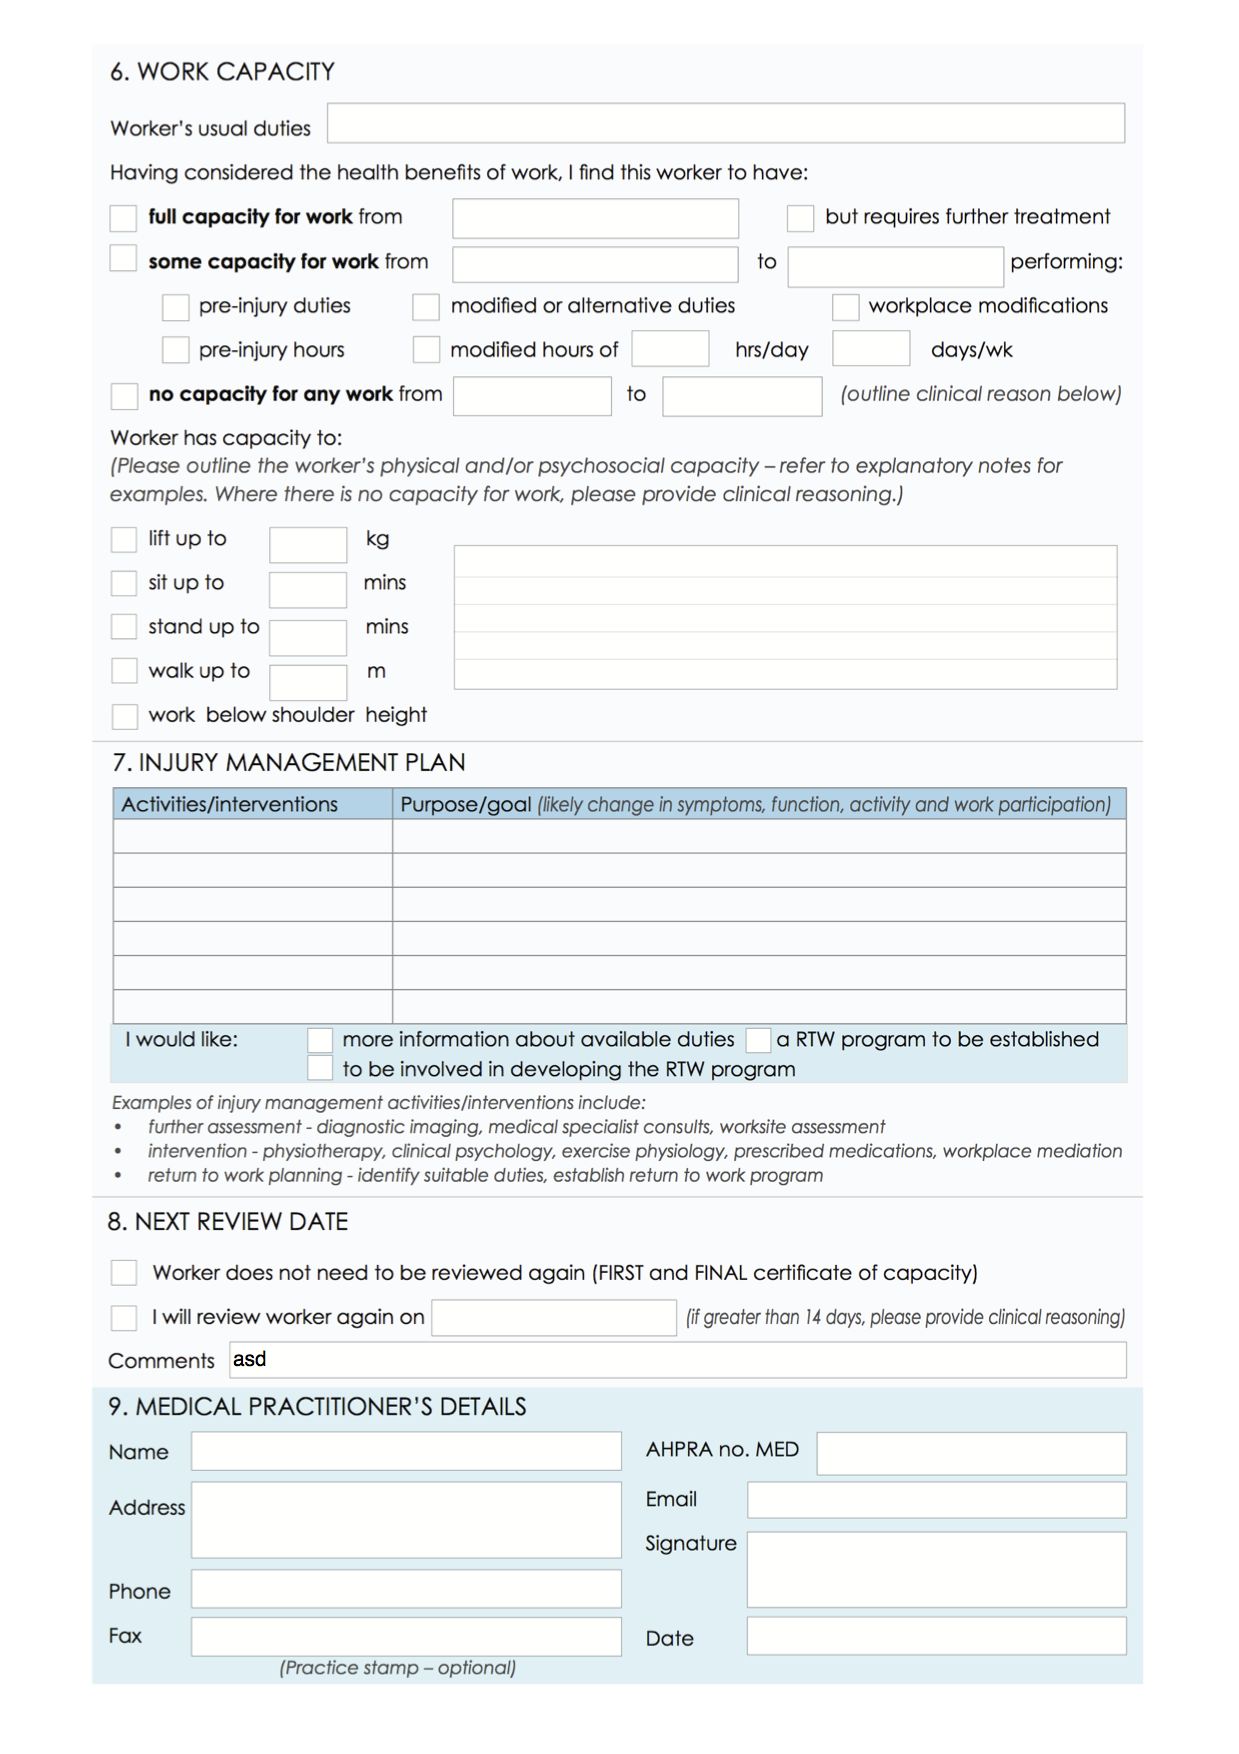 6. WORK CAPACITY
Worker's usual duties
Having considered the health benefits of work, I find this worker to have:
full capacity for work from but requires further treatment
some capacity for work from to performing:
pre-injury duties modified or alternative duties workplace modifications
pre-injury hours modified hours of hrs/day days/wk
no capacity for any work from to (outline clinical reason below)
Worker has capacity to:
(Please outline the worker's physical and/or psychosocial capacity – refer to explanatory notes for
examples. Where there is no capacity for work, please provide clinical reasoning.)
lift up to kg
sit up to mins
stand up to mins
walk up to m
work below shoulder height
7. INJURY MANAGEMENT PLAN
Activities/interventions Purpose/goal (likely change in symptoms, function, activity and work participation)
I would like: more information about available duties a RTW program to be established
to be involved in developing the RTW program
Examples of injury management activities/interventions include:
• further assessment - diagnostic imaging, medical specialist consults, worksite assessment
• intervention - physiotherapy, clinical psychology, exercise physiology, prescribed medications, workplace mediation
• return to work planning - identify suitable duties, establish return to work program
8. NEXT REVIEW DATE
Worker does not need to be reviewed again (FIRST and FINAL certificate of capacity)
I will review worker again on (if greater than 14 days, please provide clinical reasoning)
Comments asd
9. MEDICAL PRACTITIONER'S DETAILS
Name AHPRA no. MED
Address Email
Signature
Phone
Fax Date
(Practice stamp – optional)